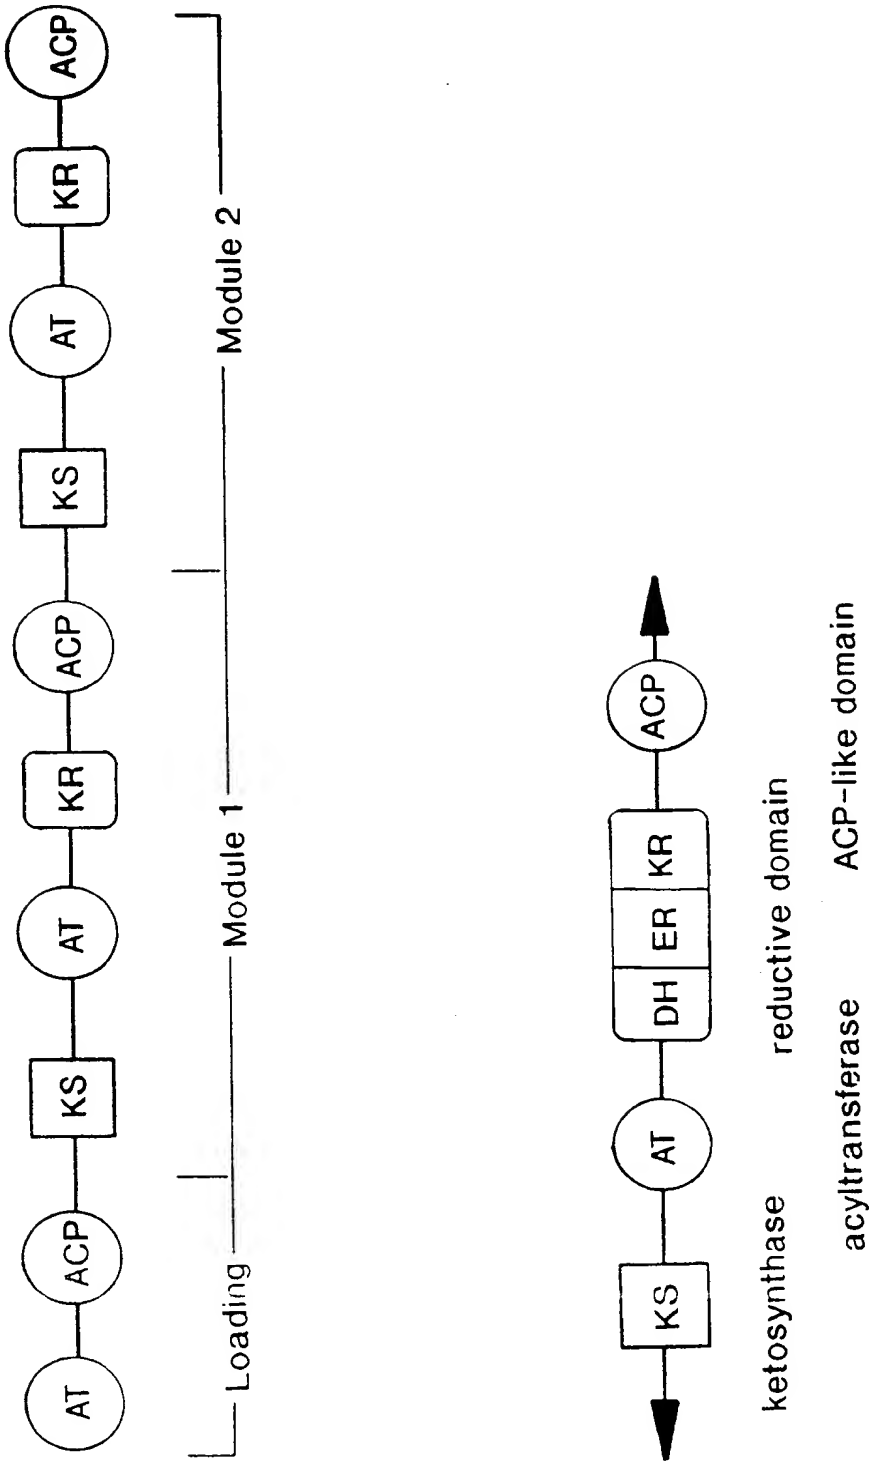 AT ACP KS AT KR ACP KS AT KR ACP
Loading Module 1 Module 2
KS AT DH ER KR ACP
ketosynthase reductive domain
acyltransferase ACP-like domain